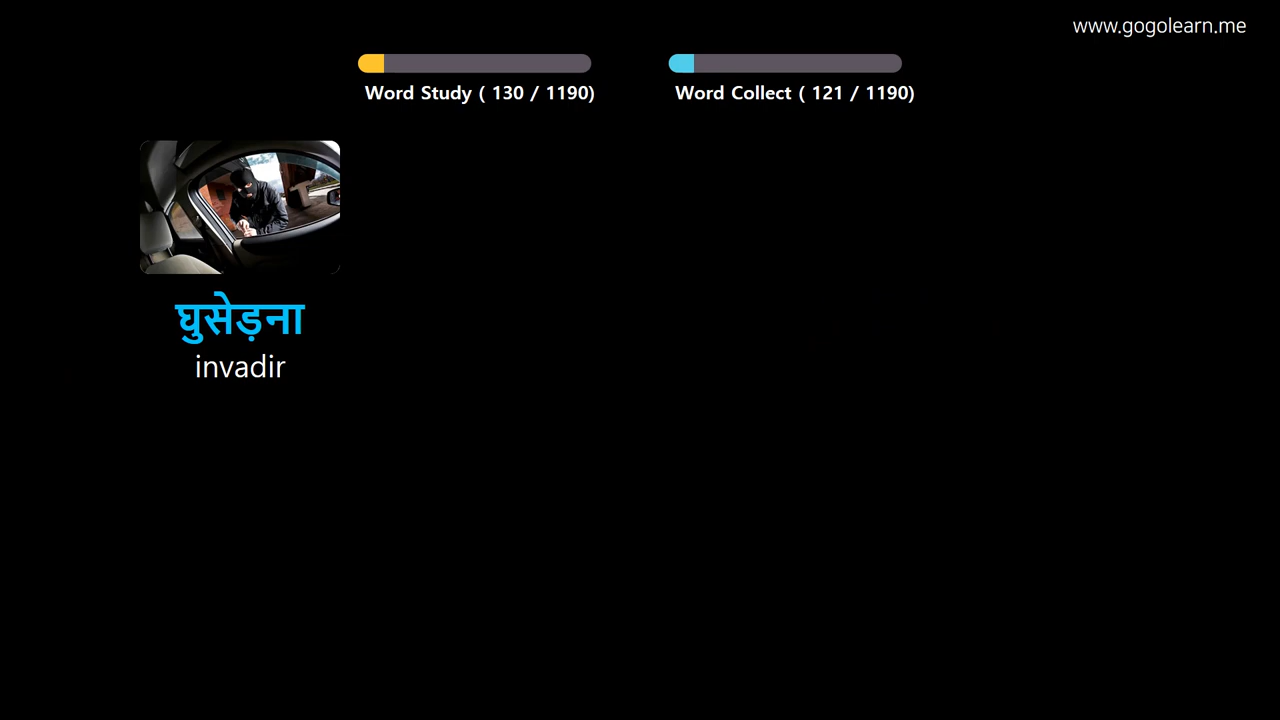 www.gogolearn.me
Word Study ( 130 / 1190)
Word Collect ( 121 / 1190)
घुसेड़ना
invadir